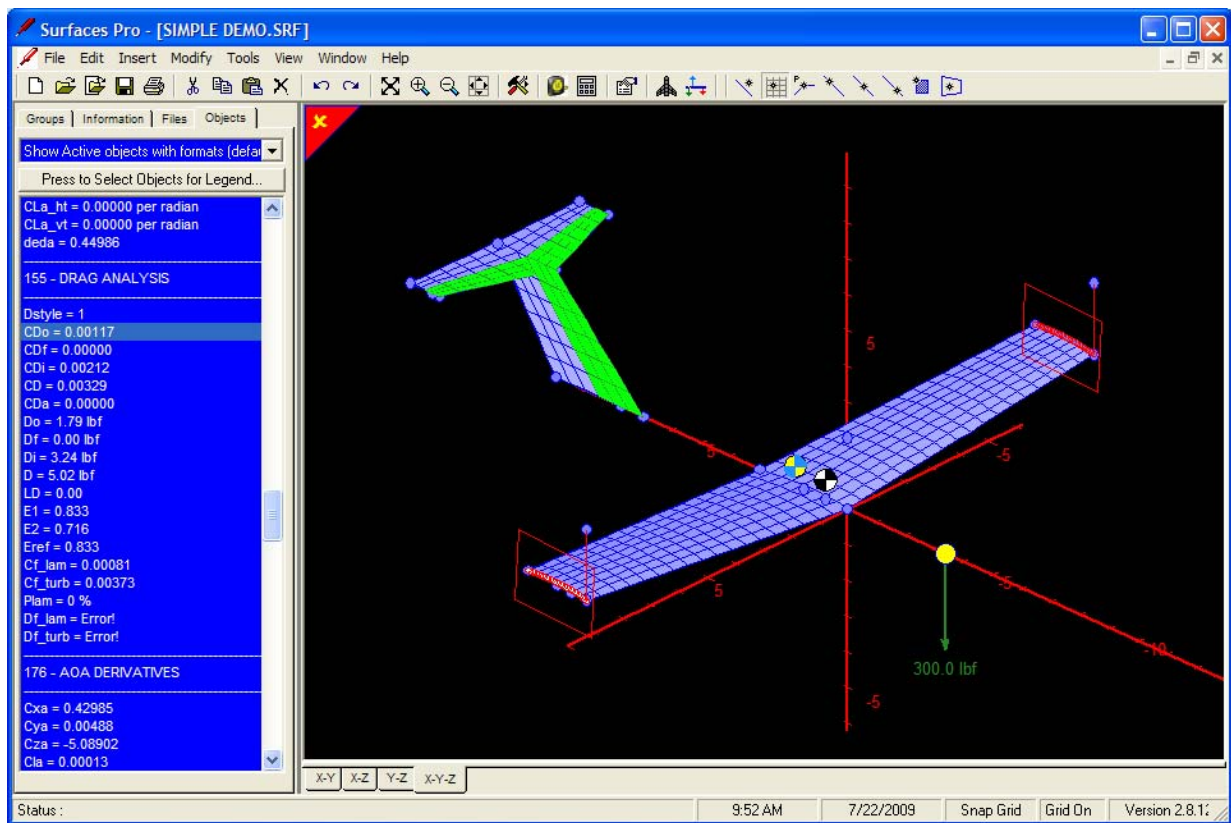 Surfaces Pro - [SIMPLE DEMO.SRF]
File Edit Insert Modify Tools View Window Help
Groups Information Files Objects
Show Active objects with formats (defau
Press to Select Objects for Legend...
CLa_ht = 0.00000 per radian
CLa_vt = 0.00000 per radian
deda = 0.44986
155 - DRAG ANALYSIS
Dstyle = 1
CDo = 0.00117
CDf = 0.00000
CDi = 0.00212
CD = 0.00329
CDa = 0.00000
Do = 1.79 lbf
Df = 0.00 lbf
Di = 3.24 lbf
D = 5.02 lbf
LD = 0.00
E1 = 0.833
E2 = 0.716
Eref = 0.833
Cf_lam = 0.00081
Cf_turb = 0.00373
Plam = 0 %
Df_lam = Error!
Df_turb = Error!
176 - AOA DERIVATIVES
Cxa = 0.42985
Cya = 0.00488
Cza = -5.08902
Cla = 0.00013
5
5
-5
5
-5
-10
300.0 lbf
-5
X-Y X-Z Y-Z X-Y-Z
Status : 9:52 AM 7/22/2009 Snap Grid Grid On Version 2.8.12